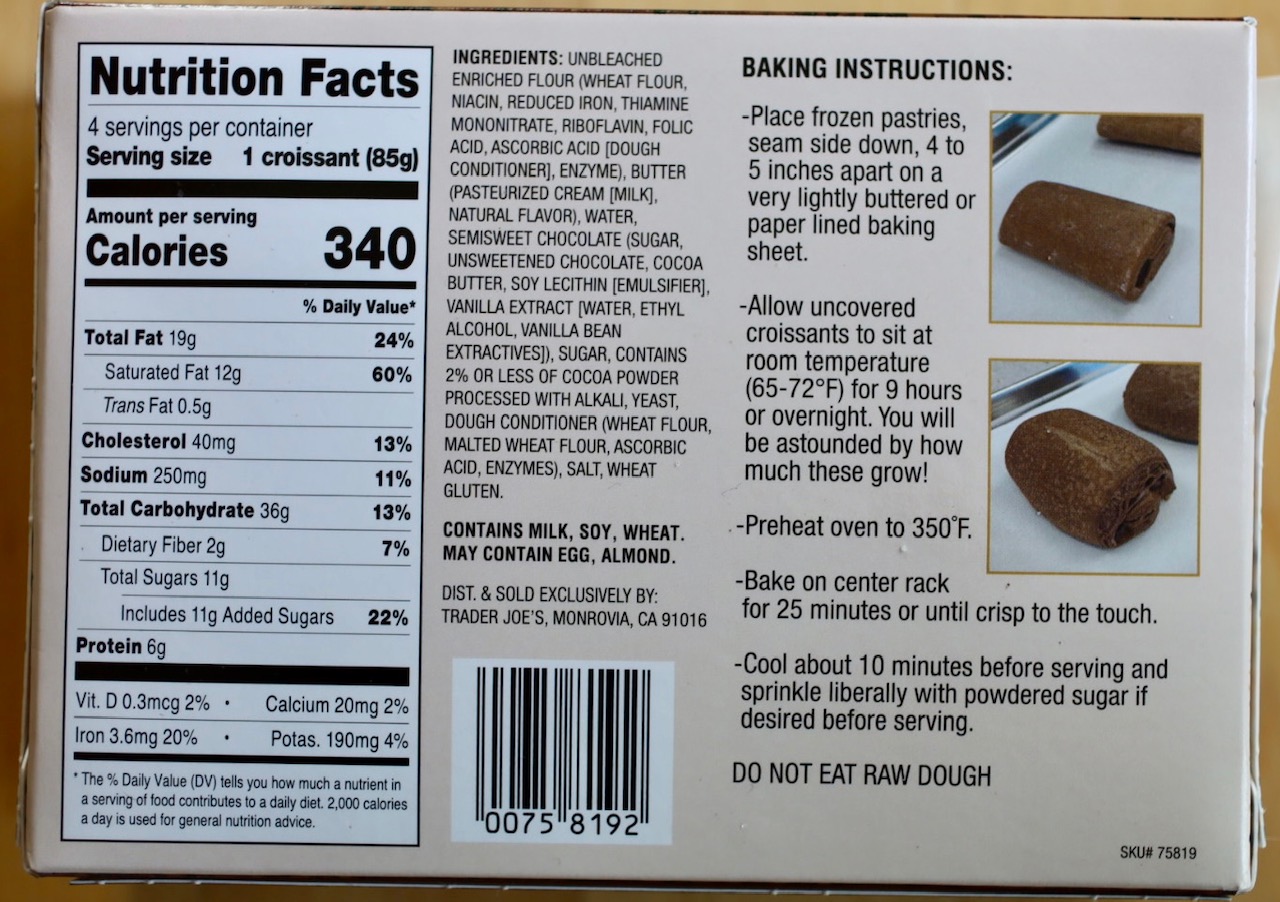 Nutrition Facts
4 servings per container
Serving size 1 croissant (85g)
Amount per serving
Calories 340
% Daily Value*
Total Fat 19g 24%
Saturated Fat 12g 60%
Trans Fat 0.5g
Cholesterol 40mg 13%
Sodium 250mg 11%
Total Carbohydrate 36g 13%
Dietary Fiber 2g 7%
Total Sugars 11g
Includes 11g Added Sugars 22%
Protein 6g
Vit. D 0.3mcg 2% • Calcium 20mg 2%
Iron 3.6mg 20% • Potas. 190mg 4%
* The % Daily Value (DV) tells you how much a nutrient in
a serving of food contributes to a daily diet. 2,000 calories
a day is used for general nutrition advice.
INGREDIENTS: UNBLEACHED
ENRICHED FLOUR (WHEAT FLOUR,
NIACIN, REDUCED IRON, THIAMINE
MONONITRATE, RIBOFLAVIN, FOLIC
ACID, ASCORBIC ACID [DOUGH
CONDITIONER], ENZYME), BUTTER
(PASTEURIZED CREAM [MILK],
NATURAL FLAVOR), WATER,
SEMISWEET CHOCOLATE (SUGAR,
UNSWEETENED CHOCOLATE, COCOA
BUTTER, SOY LECITHIN [EMULSIFIER],
VANILLA EXTRACT [WATER, ETHYL
ALCOHOL, VANILLA BEAN
EXTRACTIVES]), SUGAR, CONTAINS
2% OR LESS OF COCOA POWDER
PROCESSED WITH ALKALI, YEAST,
DOUGH CONDITIONER (WHEAT FLOUR,
MALTED WHEAT FLOUR, ASCORBIC
ACID, ENZYMES), SALT, WHEAT
GLUTEN.
CONTAINS MILK, SOY, WHEAT.
MAY CONTAIN EGG, ALMOND.
DIST. & SOLD EXCLUSIVELY BY:
TRADER JOE'S, MONROVIA, CA 91016
0075 8192
BAKING INSTRUCTIONS:
-Place frozen pastries,
seam side down, 4 to
5 inches apart on a
very lightly buttered or
paper lined baking
sheet.
-Allow uncovered
croissants to sit at
room temperature
(65-72°F) for 9 hours
or overnight. You will
be astounded by how
much these grow!
-Preheat oven to 350°F.
-Bake on center rack
for 25 minutes or until crisp to the touch.
-Cool about 10 minutes before serving and
sprinkle liberally with powdered sugar if
desired before serving.
DO NOT EAT RAW DOUGH
SKU# 75819